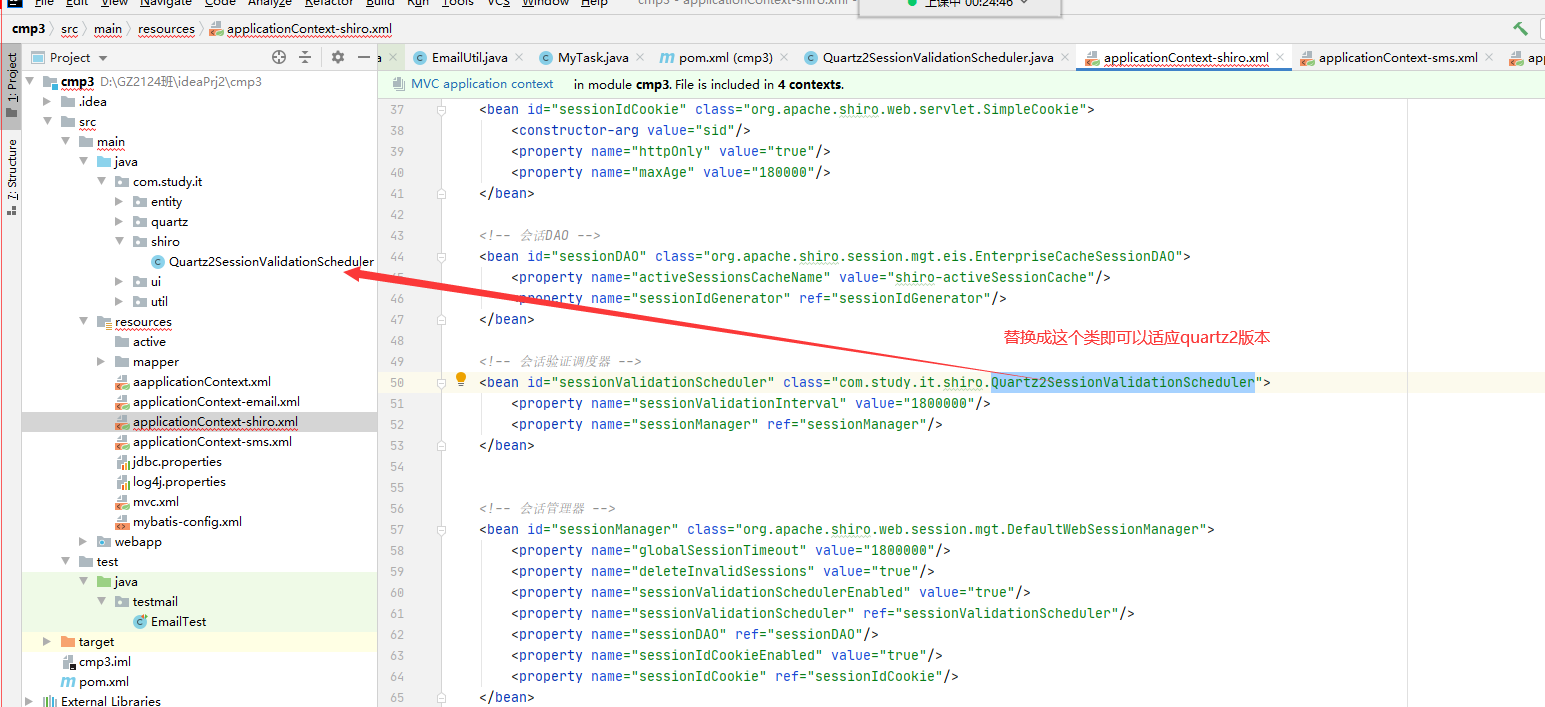 File Edit View Navigate Code Analyze Refactor Build Run Tools VCS Window Help cmp3 - applicationContext-shiro.xml -
上课中 00:24:46
cmp3 src main resources applicationContext-shiro.xml
Project
a EmailUtil.java MyTask.java pom.xml (cmp3) Quartz2SessionValidationScheduler.java applicationContext-shiro.xml applicationContext-sms.xml ap
MVC application context in module cmp3. File is included in 4 contexts.
1: Project
7: Structure
cmp3 D:\GZ2124班\ideaPrj2\cmp3
.idea
src
main
java
com.study.it
entity
quartz
shiro
Quartz2SessionValidationScheduler
ui
util
resources
active
mapper
aapplicationContext.xml
applicationContext-email.xml
applicationContext-shiro.xml
applicationContext-sms.xml
jdbc.properties
log4j.properties
mvc.xml
mybatis-config.xml
webapp
test
java
testmail
EmailTest
target
cmp3.iml
pom.xml
External Libraries
37 <bean id="sessionIdCookie" class="org.apache.shiro.web.servlet.SimpleCookie">
38 <constructor-arg value="sid"/>
39 <property name="httpOnly" value="true"/>
40 <property name="maxAge" value="180000"/>
41 </bean>
42
43 <!-- 会话DAO -->
44 <bean id="sessionDAO" class="org.apache.shiro.session.mgt.eis.EnterpriseCacheSessionDAO">
45 <property name="activeSessionsCacheName" value="shiro-activeSessionCache"/>
46 <property name="sessionIdGenerator" ref="sessionIdGenerator"/>
47 </bean>
替换成这个类即可以适应quartz2版本
48
49 <!-- 会话验证调度器 -->
50 <bean id="sessionValidationScheduler" class="com.study.it.shiro.Quartz2SessionValidationScheduler">
51 <property name="sessionValidationInterval" value="1800000"/>
52 <property name="sessionManager" ref="sessionManager"/>
53 </bean>
54
55
56 <!-- 会话管理器 -->
57 <bean id="sessionManager" class="org.apache.shiro.web.session.mgt.DefaultWebSessionManager">
58 <property name="globalSessionTimeout" value="1800000"/>
59 <property name="deleteInvalidSessions" value="true"/>
60 <property name="sessionValidationSchedulerEnabled" value="true"/>
61 <property name="sessionValidationScheduler" ref="sessionValidationScheduler"/>
62 <property name="sessionDAO" ref="sessionDAO"/>
63 <property name="sessionIdCookieEnabled" value="true"/>
64 <property name="sessionIdCookie" ref="sessionIdCookie"/>
65 </bean>